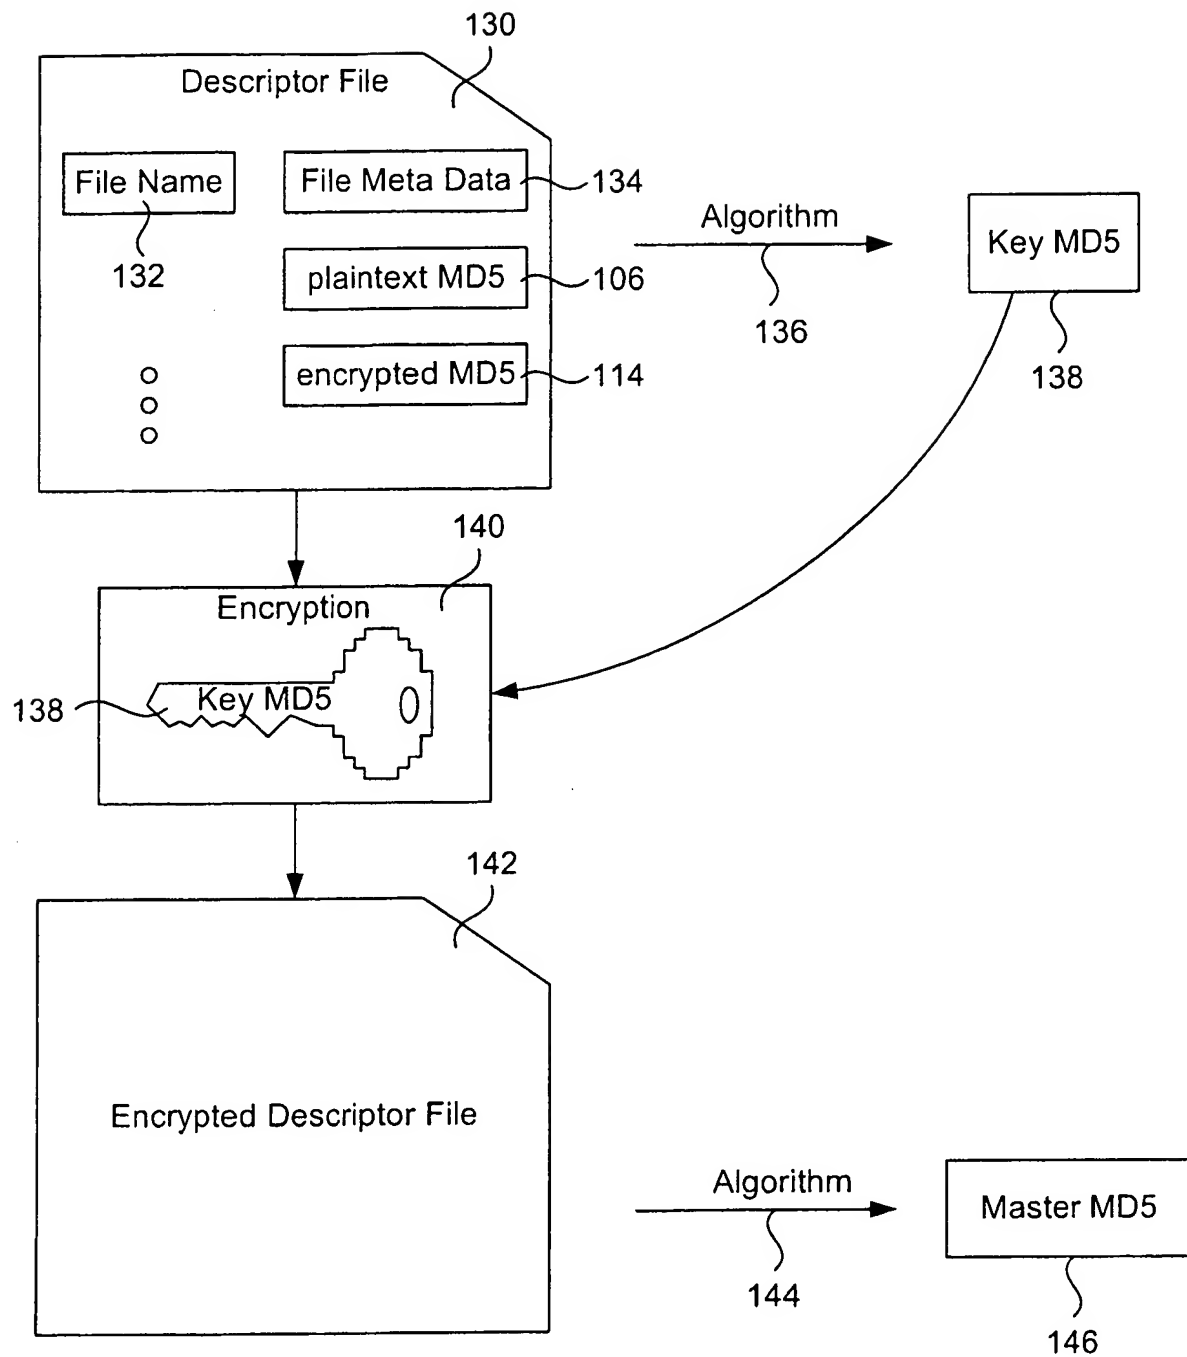 130
Descriptor File
File Name
File Meta Data
134
132
plaintext MD5
106
encrypted MD5
114
Algorithm
136
Key MD5
138
140
Encryption
Key MD5
138
142
Encrypted Descriptor File
Algorithm
144
Master MD5
146